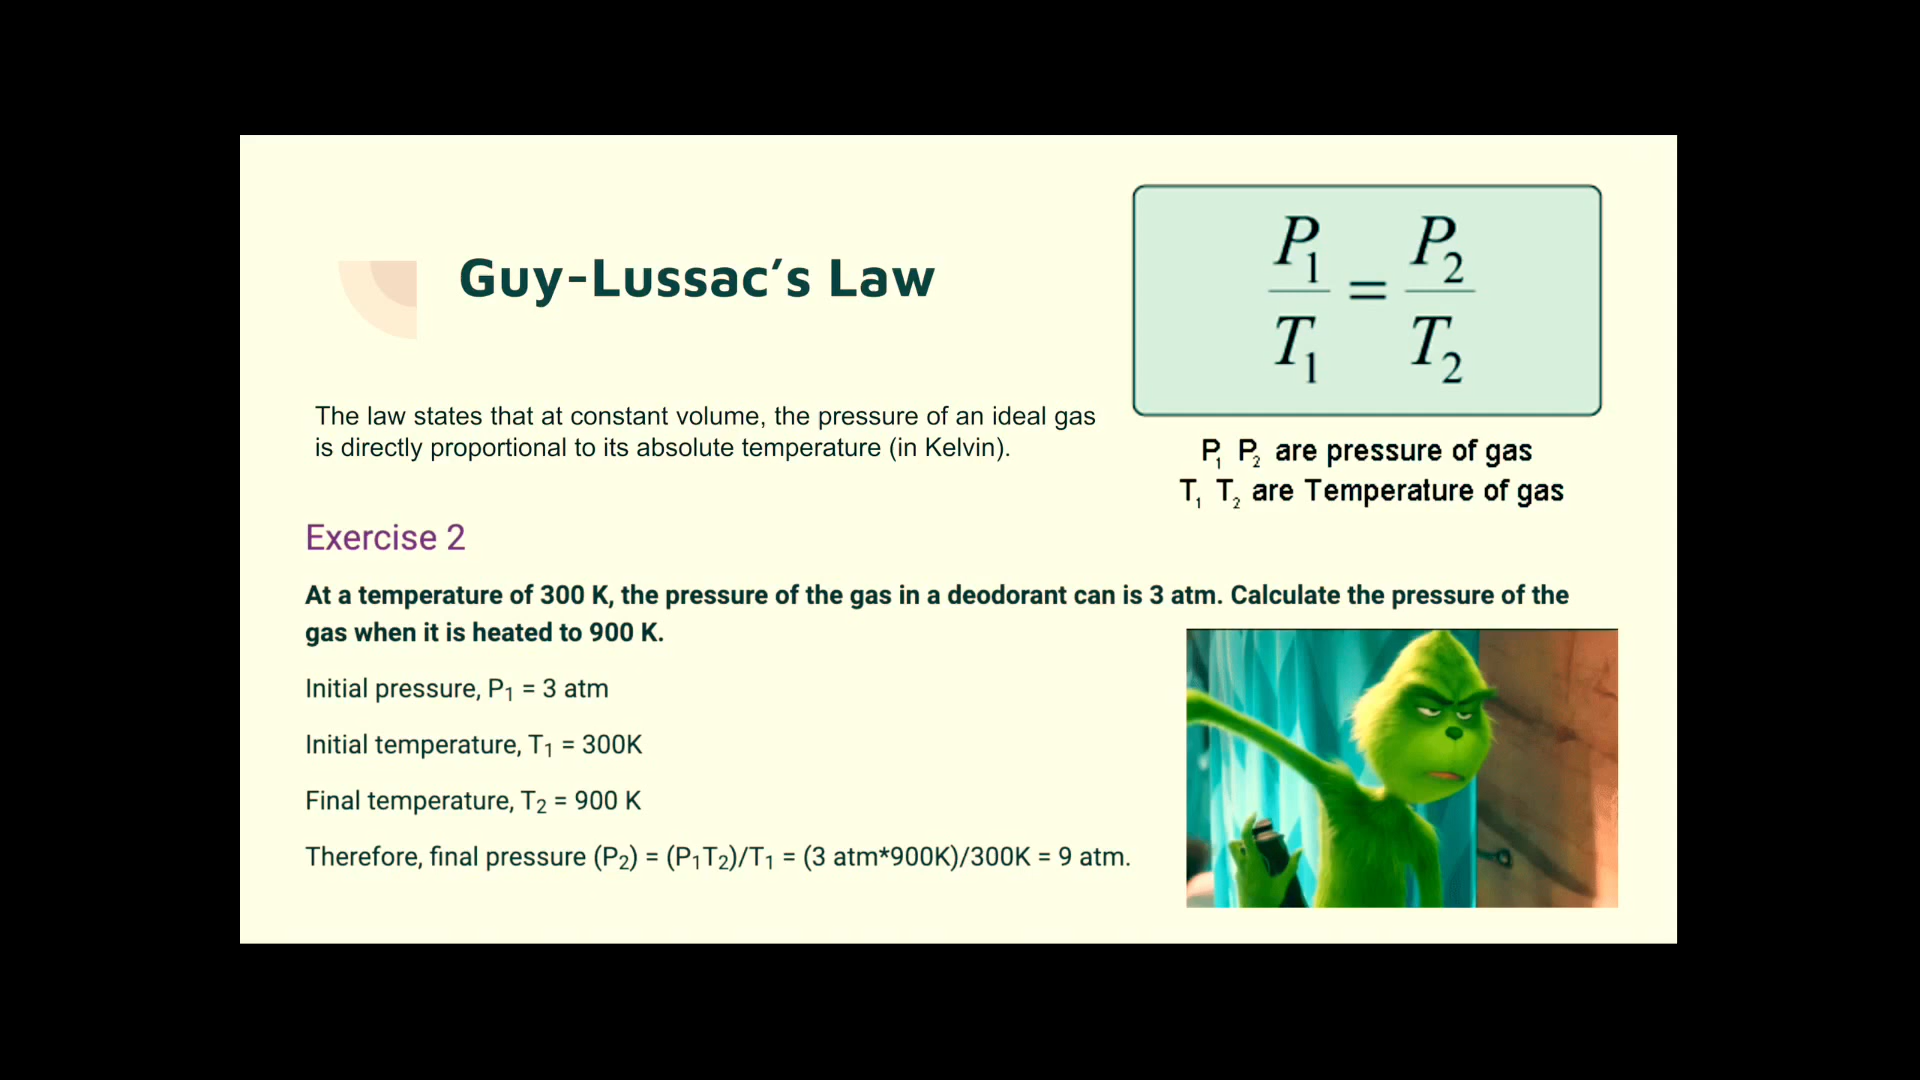 Guy-Lussac’s Law
P₁ / T₁ = P₂ / T₂
P₁ P₂ are pressure of gas
T₁ T₂ are Temperature of gas
The law states that at constant volume, the pressure of an ideal gas
is directly proportional to its absolute temperature (in Kelvin).
Exercise 2
At a temperature of 300 K, the pressure of the gas in a deodorant can is 3 atm. Calculate the pressure of the
gas when it is heated to 900 K.
Initial pressure, P₁ = 3 atm
Initial temperature, T₁ = 300K
Final temperature, T₂ = 900 K
Therefore, final pressure (P₂) = (P₁T₂)/T₁ = (3 atm*900K)/300K = 9 atm.